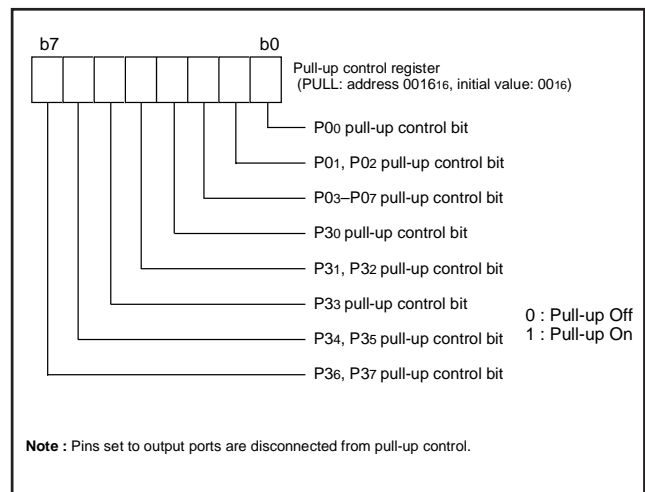 b7 b0
Pull-up control register
(PULL: address 001616, initial value: 0016)
P00 pull-up control bit
P01, P02 pull-up control bit
P03–P07 pull-up control bit
P30 pull-up control bit
P31, P32 pull-up control bit
P33 pull-up control bit
P34, P35 pull-up control bit
P36, P37 pull-up control bit
0 : Pull-up Off
1 : Pull-up On
Note : Pins set to output ports are disconnected from pull-up control.